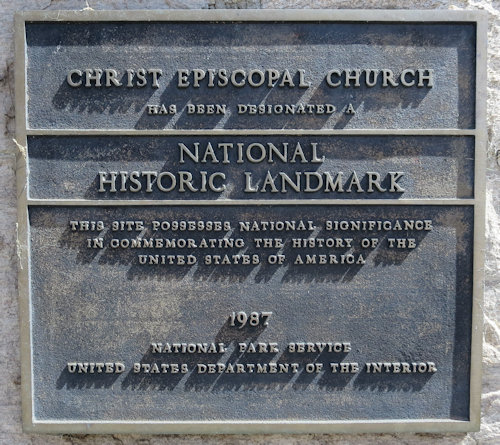 CHRIST EPISCOPAL CHURCH
HAS BEEN DESIGNATED A
NATIONAL
HISTORIC LANDMARK
THIS SITE POSSESSES NATIONAL SIGNIFICANCE
IN COMMEMORATING THE HISTORY OF THE
UNITED STATES OF AMERICA
1987
NATIONAL PARK SERVICE
UNITED STATES DEPARTMENT OF THE INTERIOR